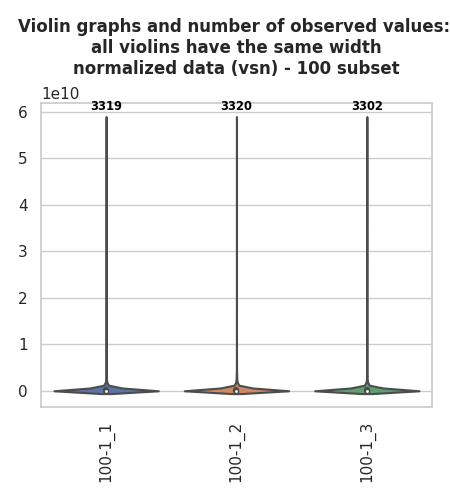 Violin graphs and number of observed values:
all violins have the same width
normalized data (vsn) - 100 subset
1e10
3319 3320 3302
6
5
4
3
2
1
0
100-1_1 100-1_2 100-1_3